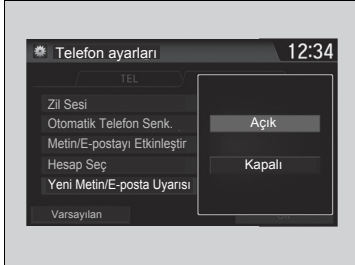 Telefon ayarları
12:34
TEL
Zil Sesi
Otomatik Telefon Senk.
Metin/E-postayı Etkinleştir
Hesap Seç
Yeni Metin/E-posta Uyarısı
Açık
Kapalı
Varsayılan